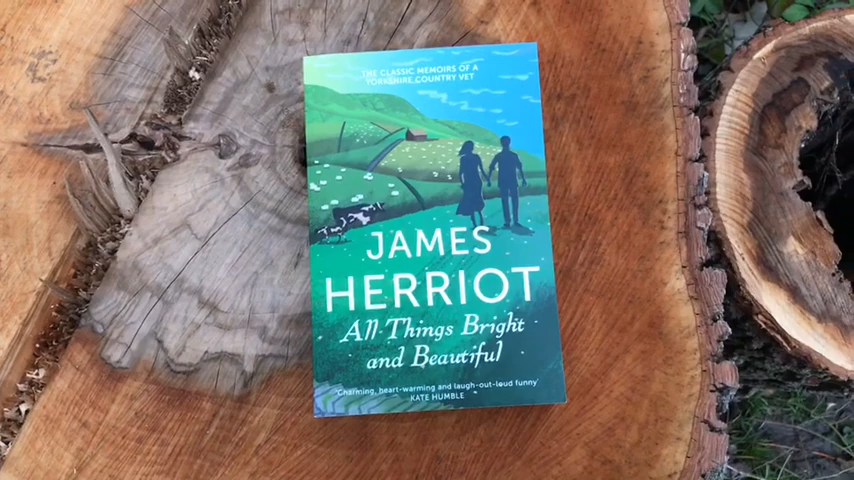 THE CLASSIC MEMOIRS OF A
YORKSHIRE COUNTRY VET
JAMES
HERRIOT
All Things Bright
and Beautiful
'Charming, heart-warming and laugh-out-loud funny'
KATE HUMBLE